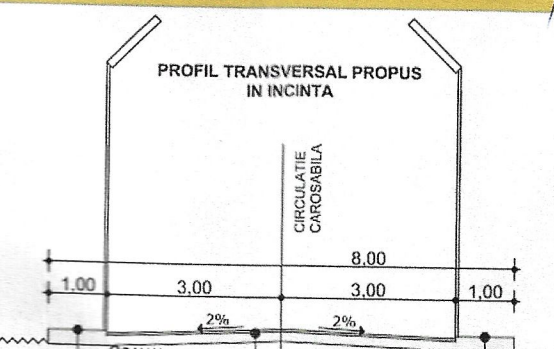 PROFIL TRANSVERSAL PROPUS
IN INCINTA
CIRCULATIE
CAROSABILA
8,00
1,00
3,00
3,00
1,00
2%
2%